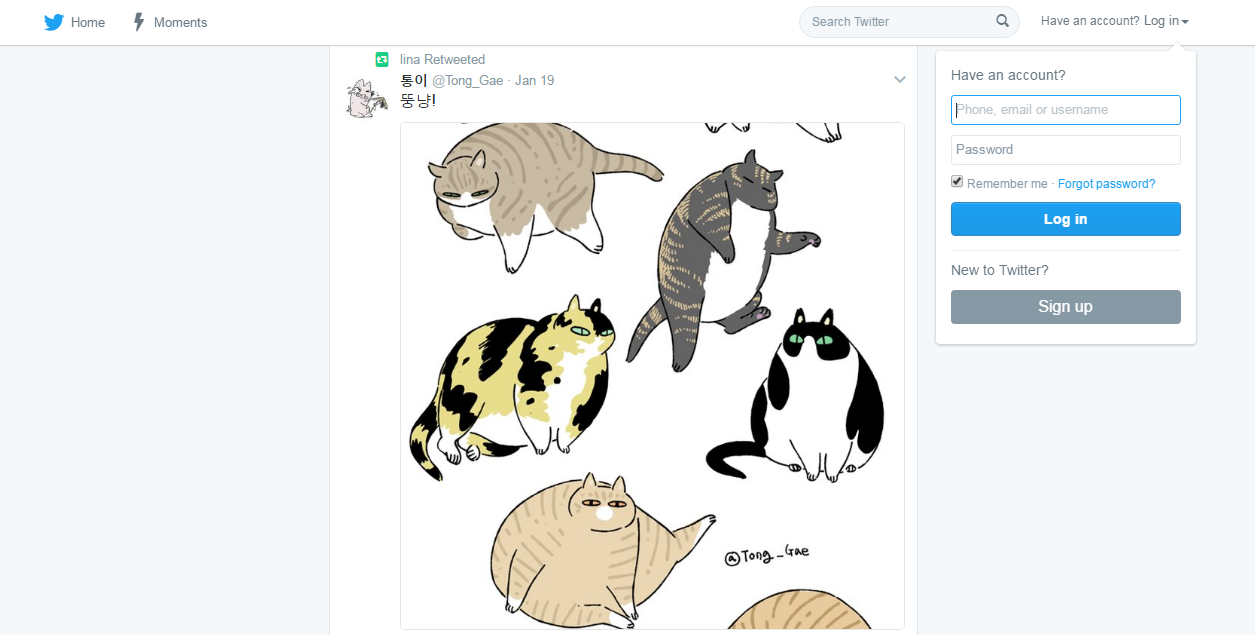 Home
Moments
Search Twitter
Have an account? Log in
lina Retweeted
통이 @Tong_Gae · Jan 19
뚱냥!
@Tong_Gae
Have an account?
Phone, email or username
Password
Remember me · Forgot password?
Log in
New to Twitter?
Sign up